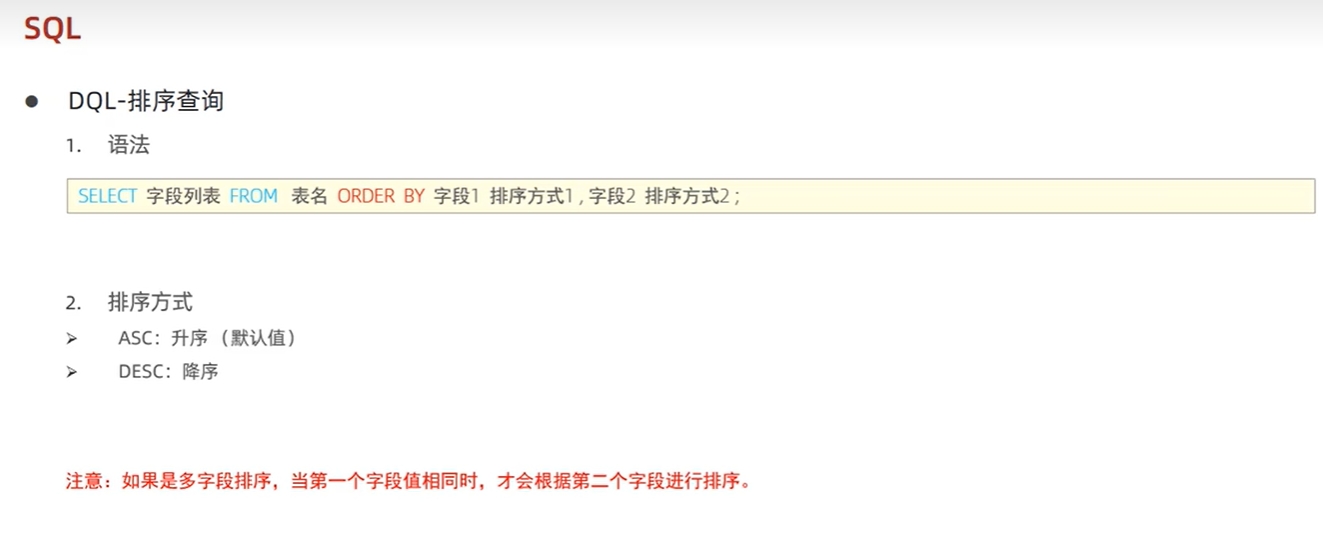 SQL
● DQL-排序查询
1. 语法
SELECT 字段列表 FROM 表名 ORDER BY 字段1 排序方式1 , 字段2 排序方式2 ;
2. 排序方式
➢ ASC：升序（默认值）
➢ DESC：降序
注意：如果是多字段排序，当第一个字段值相同时，才会根据第二个字段进行排序。